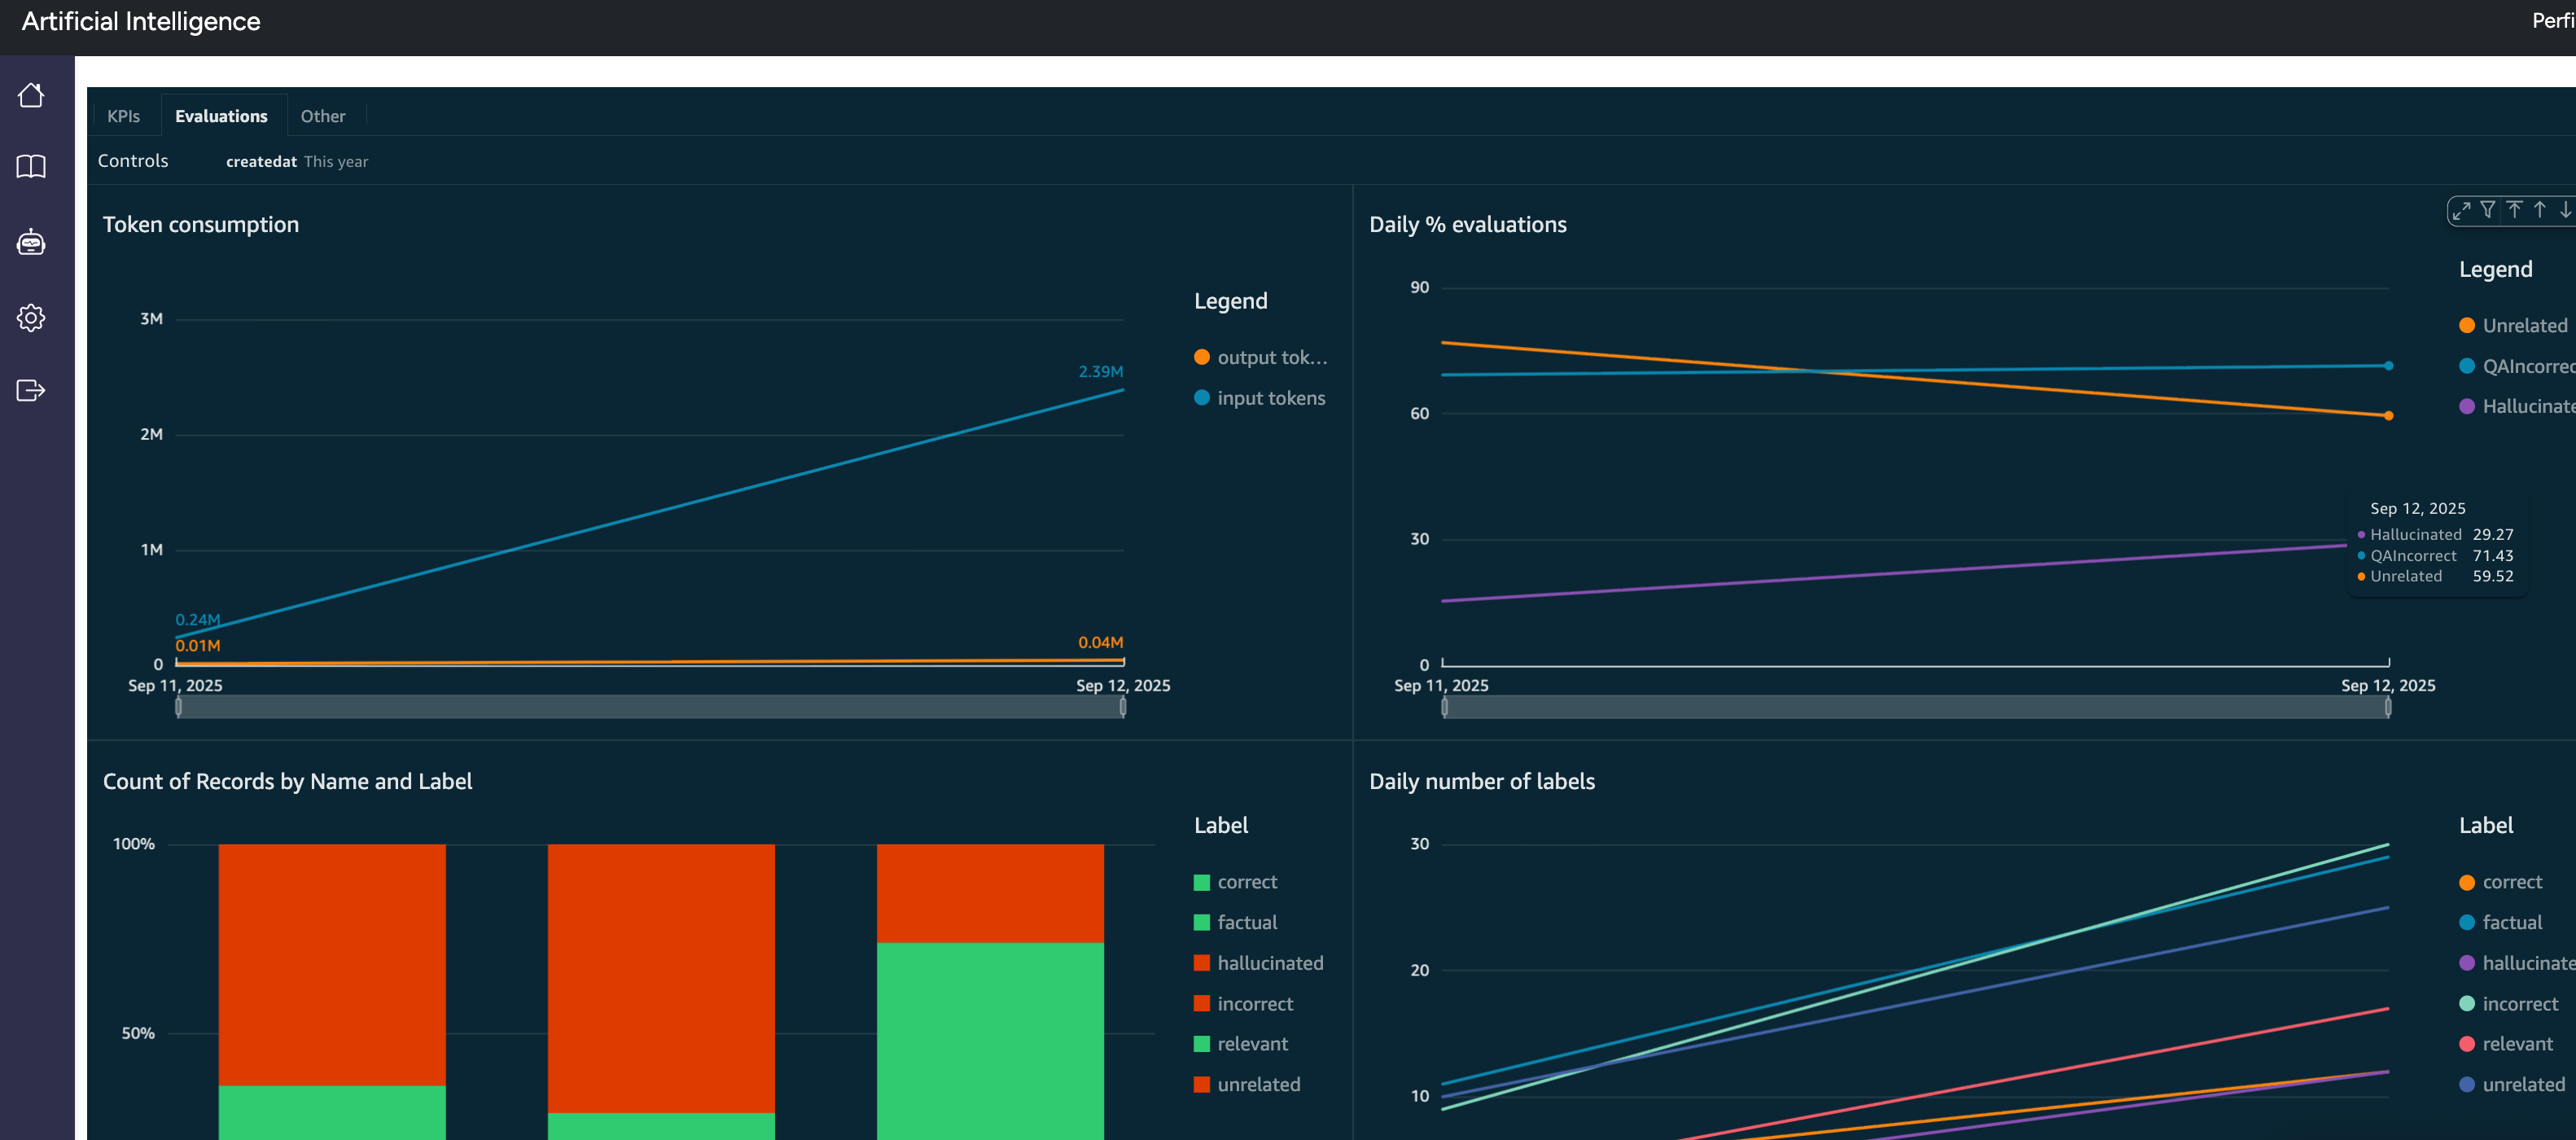 Artificial Intelligence
Perfi
KPIs Evaluations Other
Controls createdat This year
Token consumption
3M
2M
1M
0
2.39M
0.24M
0.01M
0.04M
Sep 11, 2025 Sep 12, 2025
Legend
output tok...
input tokens
Daily % evaluations
90
60
30
0
Sep 11, 2025 Sep 12, 2025
Sep 12, 2025
Hallucinated 29.27
QAIncorrect 71.43
Unrelated 59.52
Legend
Unrelated
QAIncorrec
Hallucinate
Count of Records by Name and Label
100%
50%
Label
correct
factual
hallucinated
incorrect
relevant
unrelated
Daily number of labels
30
20
10
Label
correct
factual
hallucinate
incorrect
relevant
unrelated